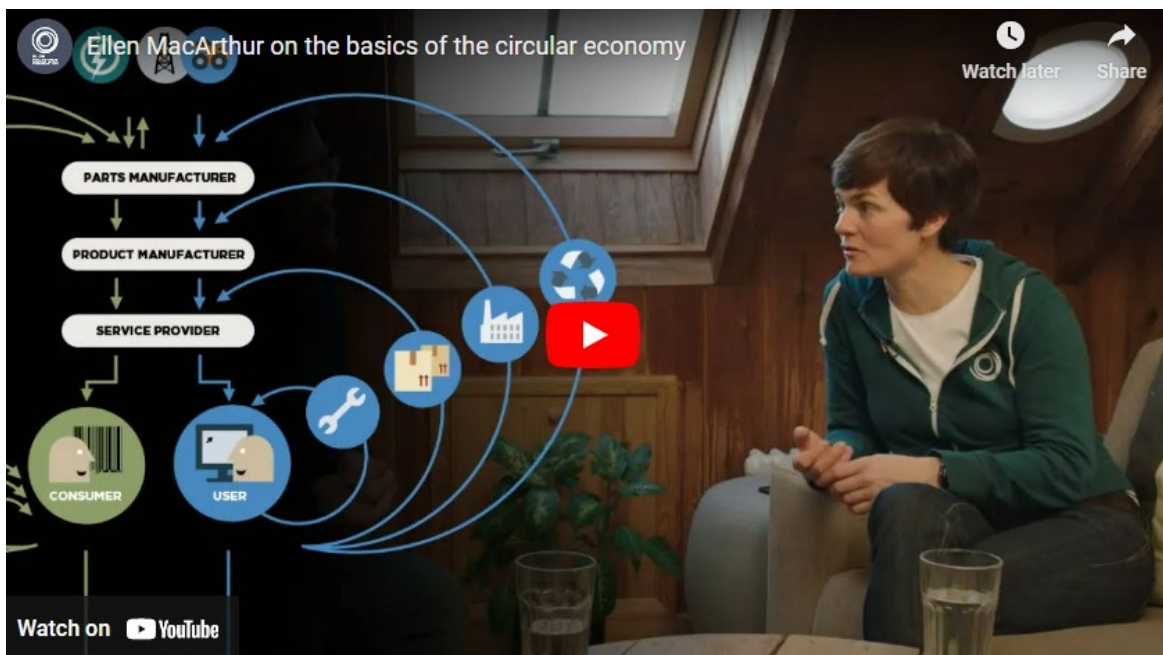 Ellen MacArthur on the basics of the circular economy
Watch later
Share
PARTS MANUFACTURER
PRODUCT MANUFACTURER
SERVICE PROVIDER
CONSUMER
USER
Watch on YouTube